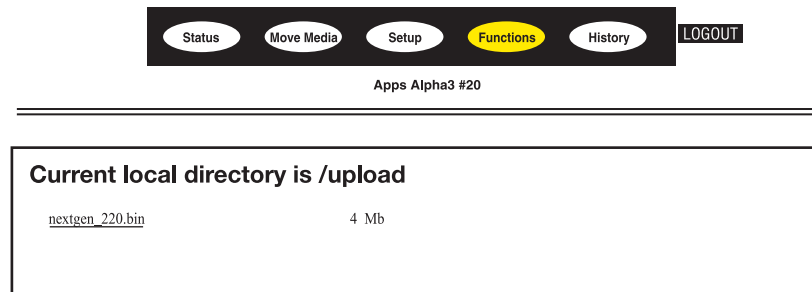 Status Move Media Setup Functions History LOGOUT
Apps Alpha3 #20
Current local directory is /upload
nextgen_220.bin 4 Mb